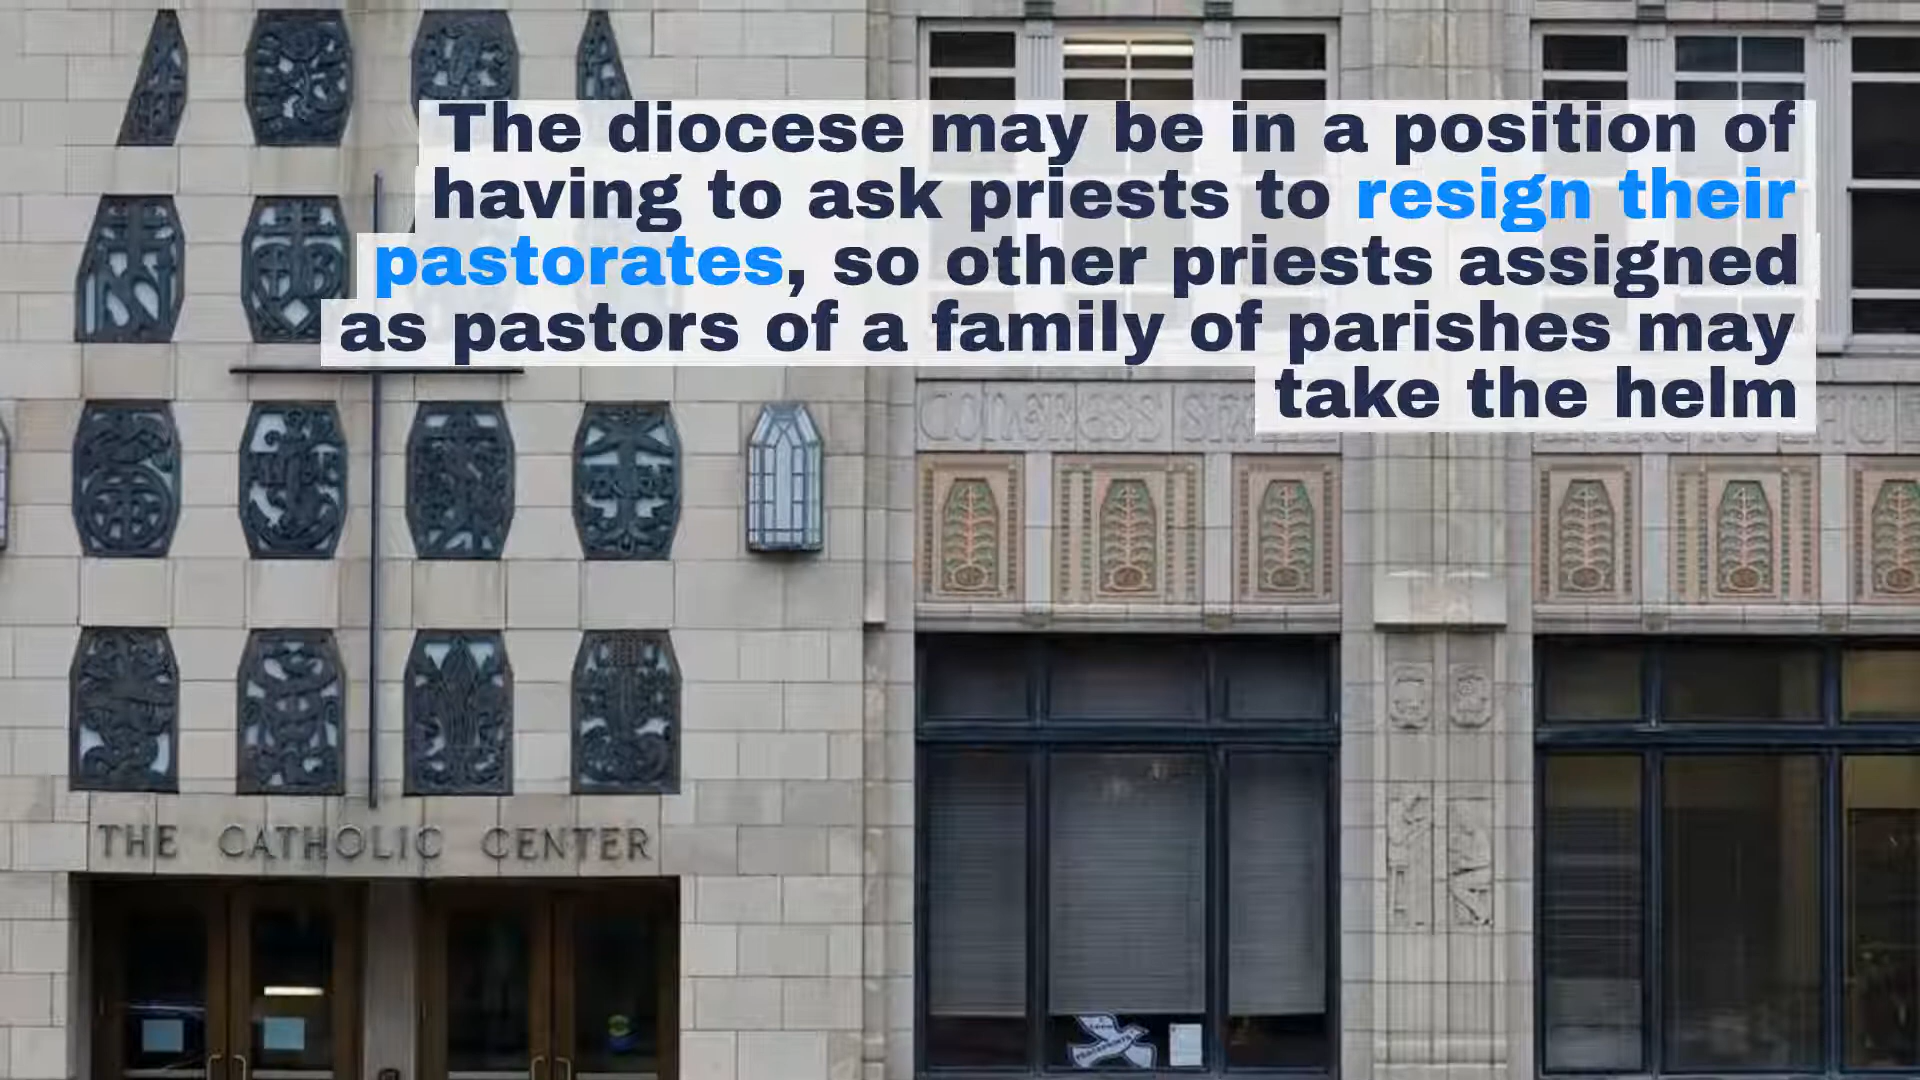 The diocese may be in a position of
having to ask priests to resign their
pastorates, so other priests assigned
as pastors of a family of parishes may
take the helm
CONGRESS
THE CATHOLIC CENTER